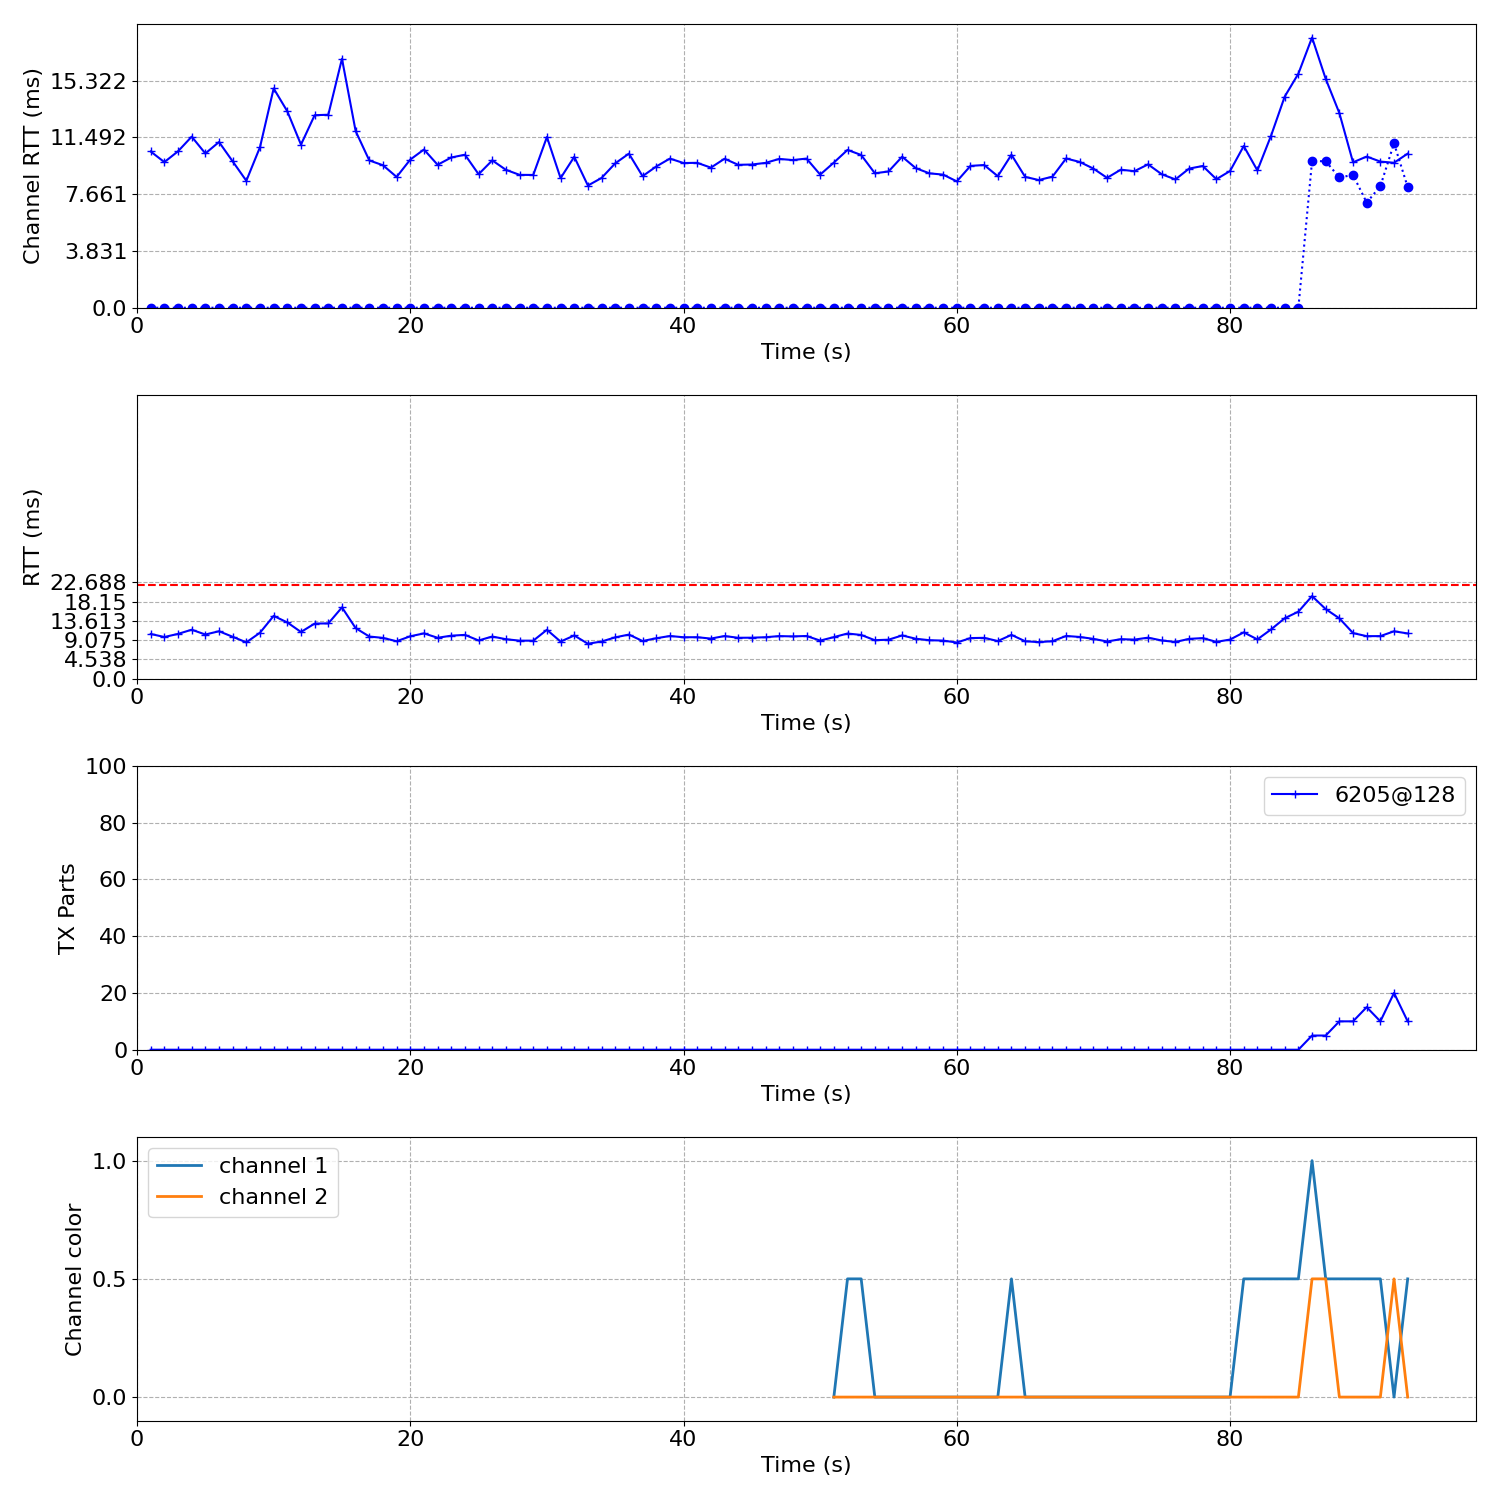 Channel RTT (ms)
15.322
11.492
7.661
3.831
0.0
0 20 40 60 80
Time (s)
RTT (ms)
22.688
18.15
13.613
9.075
4.538
0.0
0 20 40 60 80
Time (s)
TX Parts
100
80
60
40
20
0
6205@128
0 20 40 60 80
Time (s)
Channel color
1.0
0.5
0.0
channel 1
channel 2
0 20 40 60 80
Time (s)